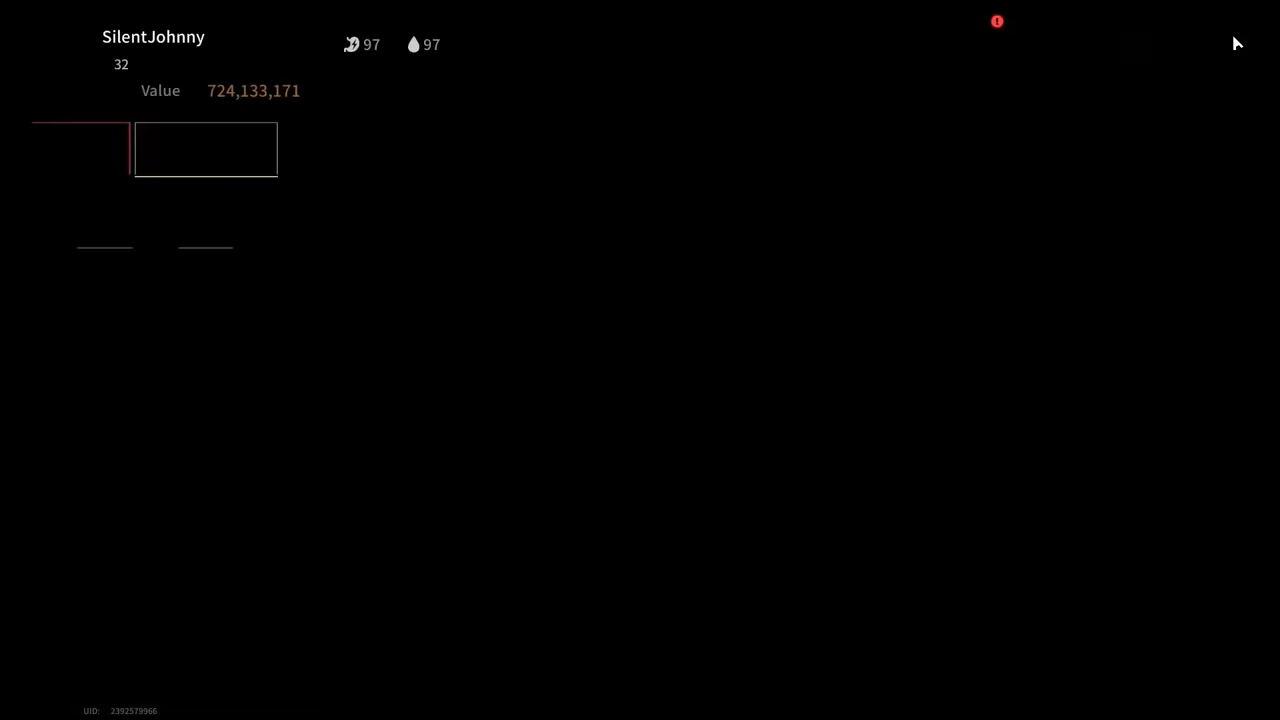 SilentJohnny
97 97
32
Value 724,133,171
UID: 2392579966